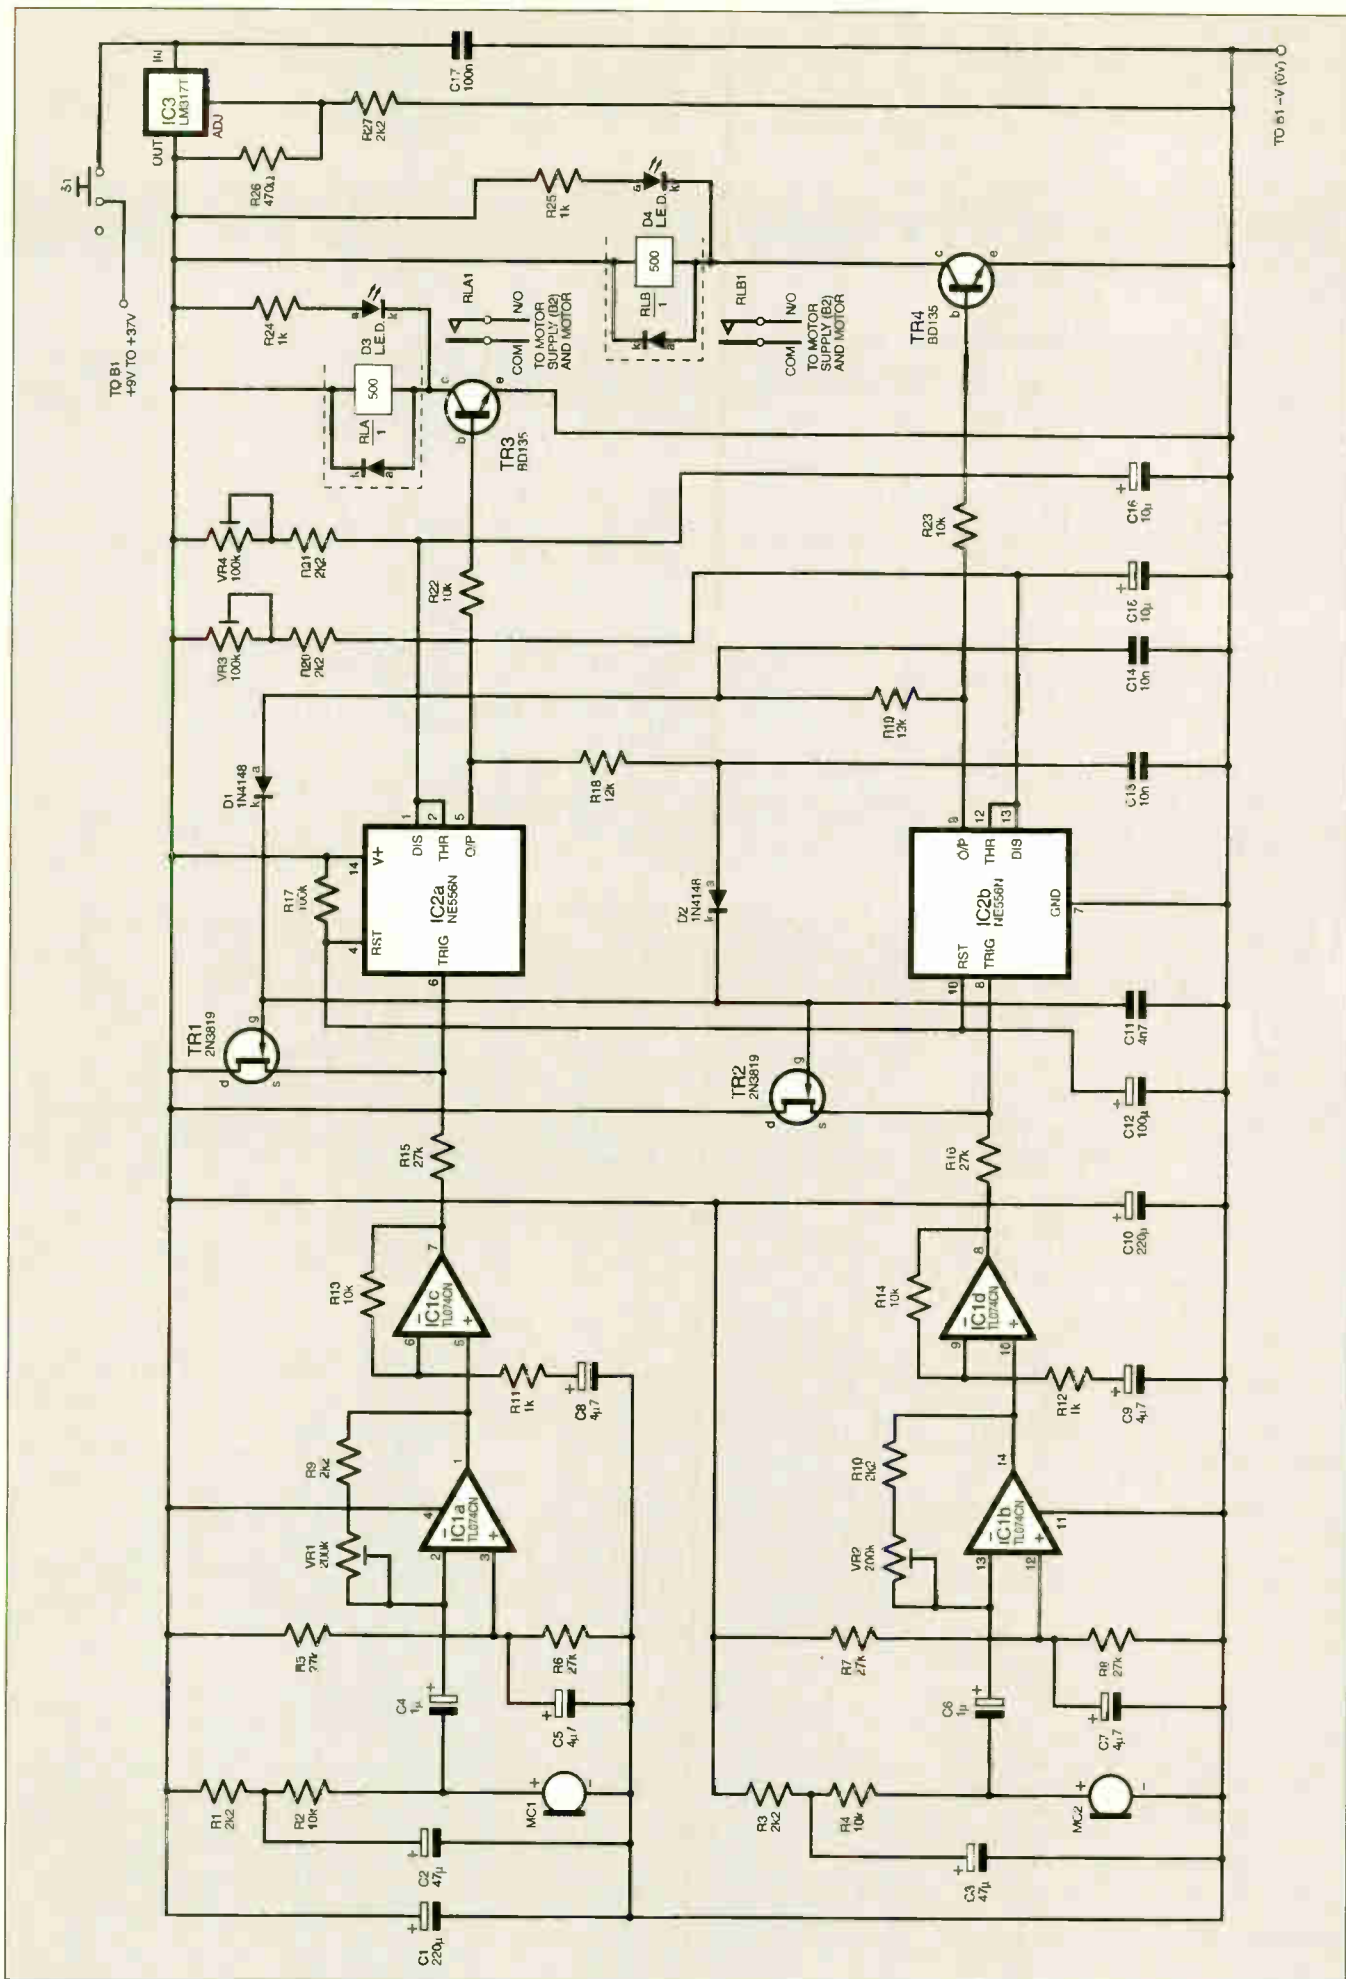 C1
220µ
C2
47µ
R1
2k2
R2
10k
MC1
+
-
C4
1µ
+
R5
27k
C5
4µ7
R6
27k
VR1
200k
R9
2k2
IC1a
TL074CN
2
3
4
1
R13
10k
IC1c
TL074CN
6
5
7
R11
1k
C8
4µ7
R15
27k
TR1
2N3819
d
g
s
R17
100k
D1
1N4148
k
a
IC2a
NE556N
RST
TRIG
V+
DIS
THR
O/P
4
6
14
1
2
5
R18
12k
VR3
100k
R20
2k2
VR4
100k
R21
2k2
R22
10k
TR3
BD135
b
c
e
RLA
1
500
k
a
R24
1k
D3
L.E.D.
a
k
RLA1
COM
N/O
TO MOTOR
SUPPLY (B2)
AND MOTOR
TO B1
+9V TO +37V
S1
IC3
LM317T
OUT
IN
ADJ
R26
470Ω
R27
2k2
C17
100n
R25
1k
D4
L.E.D.
a
k
RLB
1
500
k
a
RLB1
COM
N/O
TO MOTOR
SUPPLY (B2)
AND MOTOR
TO B1 –V (0V)
C3
47µ
R3
2k2
R4
10k
MC2
+
-
C6
1µ
+
R7
27k
C7
4µ7
R8
27k
VR2
200k
R10
2k2
IC1b
TL074CN
13
12
11
14
R14
10k
IC1d
TL074CN
9
10
8
R12
1k
C9
4µ7
R16
27k
C10
220µ
C12
100µ
C11
4n7
TR2
2N3819
d
g
s
D2
1N4148
k
a
IC2b
NE556N
RST
TRIG
O/P
THR
DIS
GND
10
8
9
12
13
7
C13
10n
C14
10n
R19
C15
10µ
C16
10µ
R23
10k
TR4
BD135
b
c
e